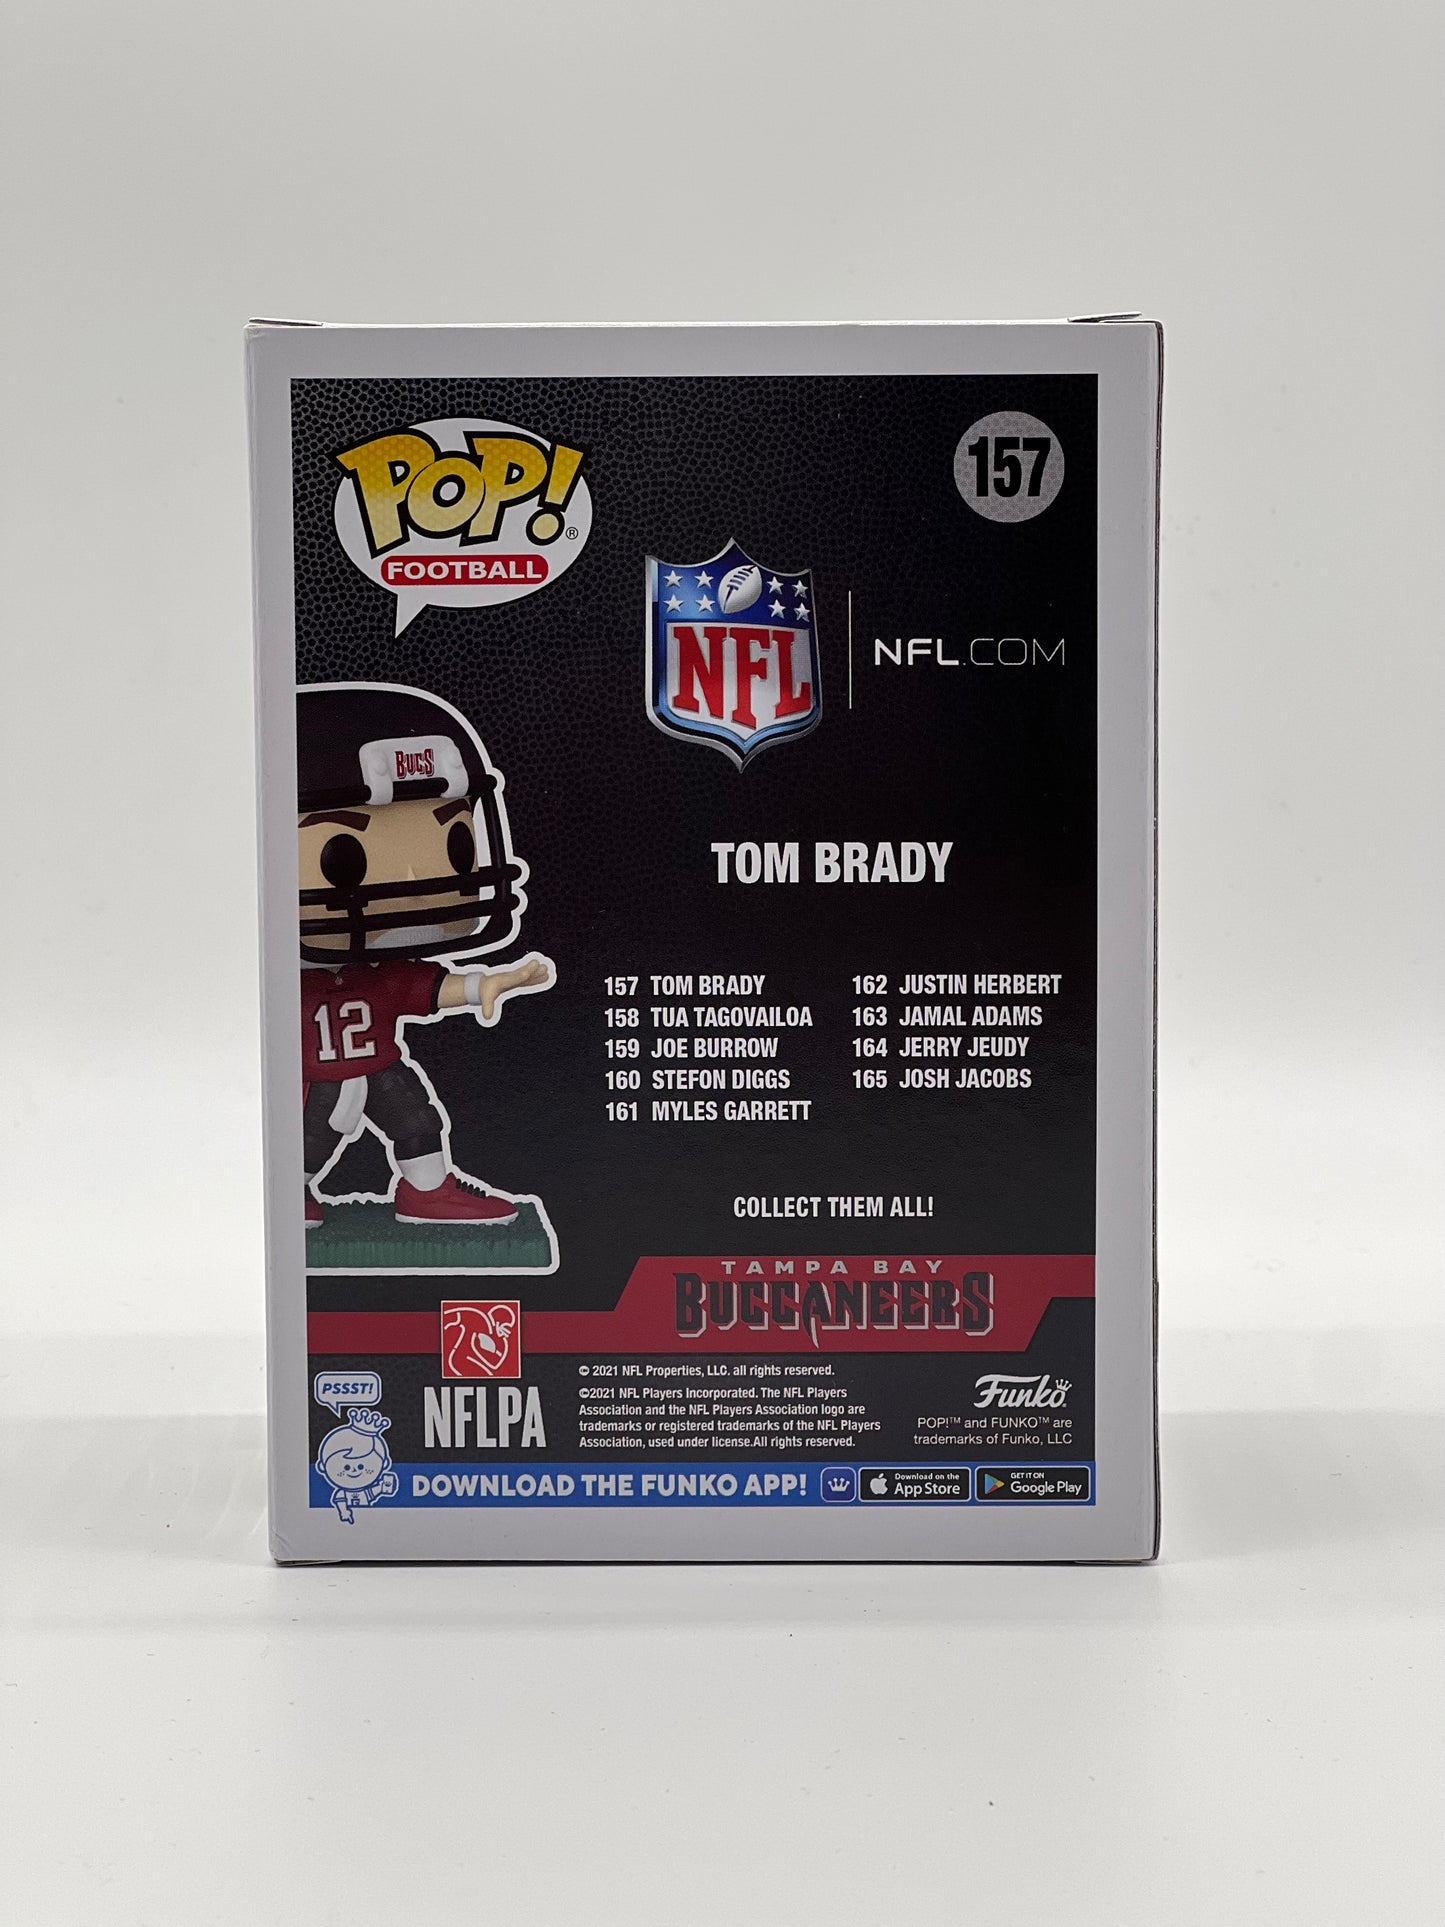 POP!®
FOOTBALL
157
NFL
NFL.COM
BUCS
12
TOM BRADY
157 TOM BRADY
158 TUA TAGOVAILOA
159 JOE BURROW
160 STEFON DIGGS
161 MYLES GARRETT
162 JUSTIN HERBERT
163 JAMAL ADAMS
164 JERRY JEUDY
165 JOSH JACOBS
COLLECT THEM ALL!
TAMPA BAY
BUCCANEERS
NFLPA
© 2021 NFL Properties, LLC. all rights reserved.
©2021 NFL Players Incorporated. The NFL Players
Association and the NFL Players Association logo are
trademarks or registered trademarks of the NFL Players
Association, used under license.All rights reserved.
Funko
POP!™ and FUNKO™ are
trademarks of Funko, LLC
PSSST!
DOWNLOAD THE FUNKO APP!
Download on the
App Store
GET IT ON
Google Play